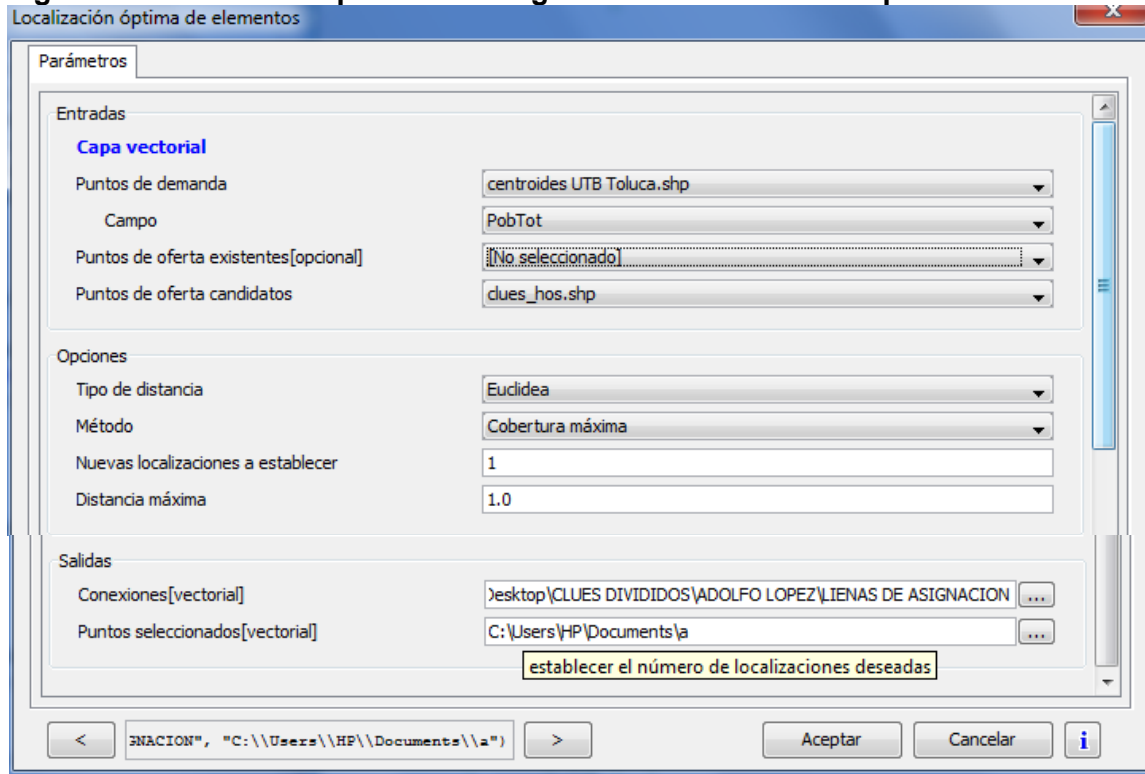 Localización óptima de elementos
Parámetros
Entradas
Capa vectorial
Puntos de demanda centroides UTB Toluca.shp
Campo PobTot
Puntos de oferta existentes[opcional] [No seleccionado]
Puntos de oferta candidatos clues_hos.shp
Opciones
Tipo de distancia Euclidea
Método Cobertura máxima
Nuevas localizaciones a establecer 1
Distancia máxima 1.0
Salidas
Conexiones[vectorial] Desktop\CLUES DIVIDIDOS\ADOLFO LOPEZ\LIENAS DE ASIGNACION ...
Puntos seleccionados[vectorial] C:\Users\HP\Documents\a ...
establecer el número de localizaciones deseadas
< GNACION", "C:\\Users\\HP\\Documents\\a") > Aceptar Cancelar i